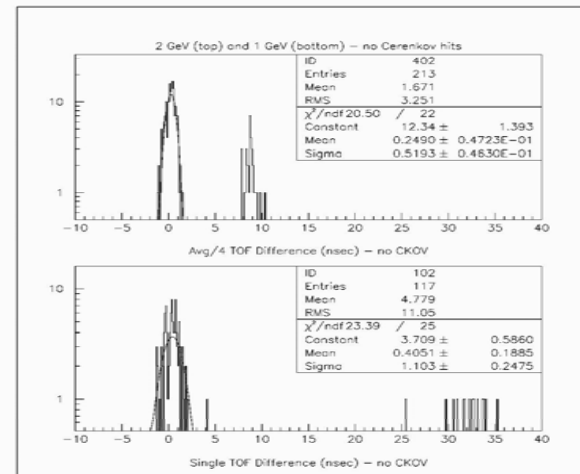 2 GeV (top) and 1 GeV (bottom) – no Cerenkov hits
ID 402
Entries 213
Mean 1.671
RMS 3.251
χ²/ndf 20.50 / 22
Constant 12.34 ± 1.393
Mean 0.2490 ± 0.4723E-01
Sigma 0.5193 ± 0.4630E-01
10
1
-10 -5 0 5 10 15 20 25 30 35 40
Avg/4 TOF Difference (nsec) – no CKOV
ID 102
Entries 117
Mean 4.779
RMS 11.05
χ²/ndf 23.39 / 25
Constant 3.709 ± 0.5860
Mean 0.4051 ± 0.1885
Sigma 1.103 ± 0.2475
10
1
-10 -5 0 5 10 15 20 25 30 35 40
Single TOF Difference (nsec) – no CKOV